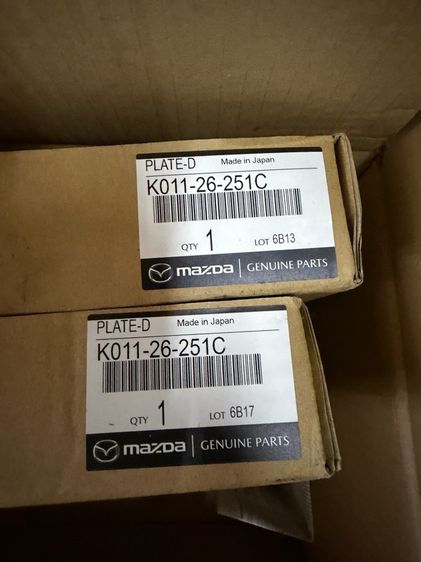 PLATE-D Made in Japan
K011-26-251C
QTY 1 LOT 6B13
mazda GENUINE PARTS
PLATE-D Made in Japan
K011-26-251C
QTY 1 LOT 6B17
mazda GENUINE PARTS